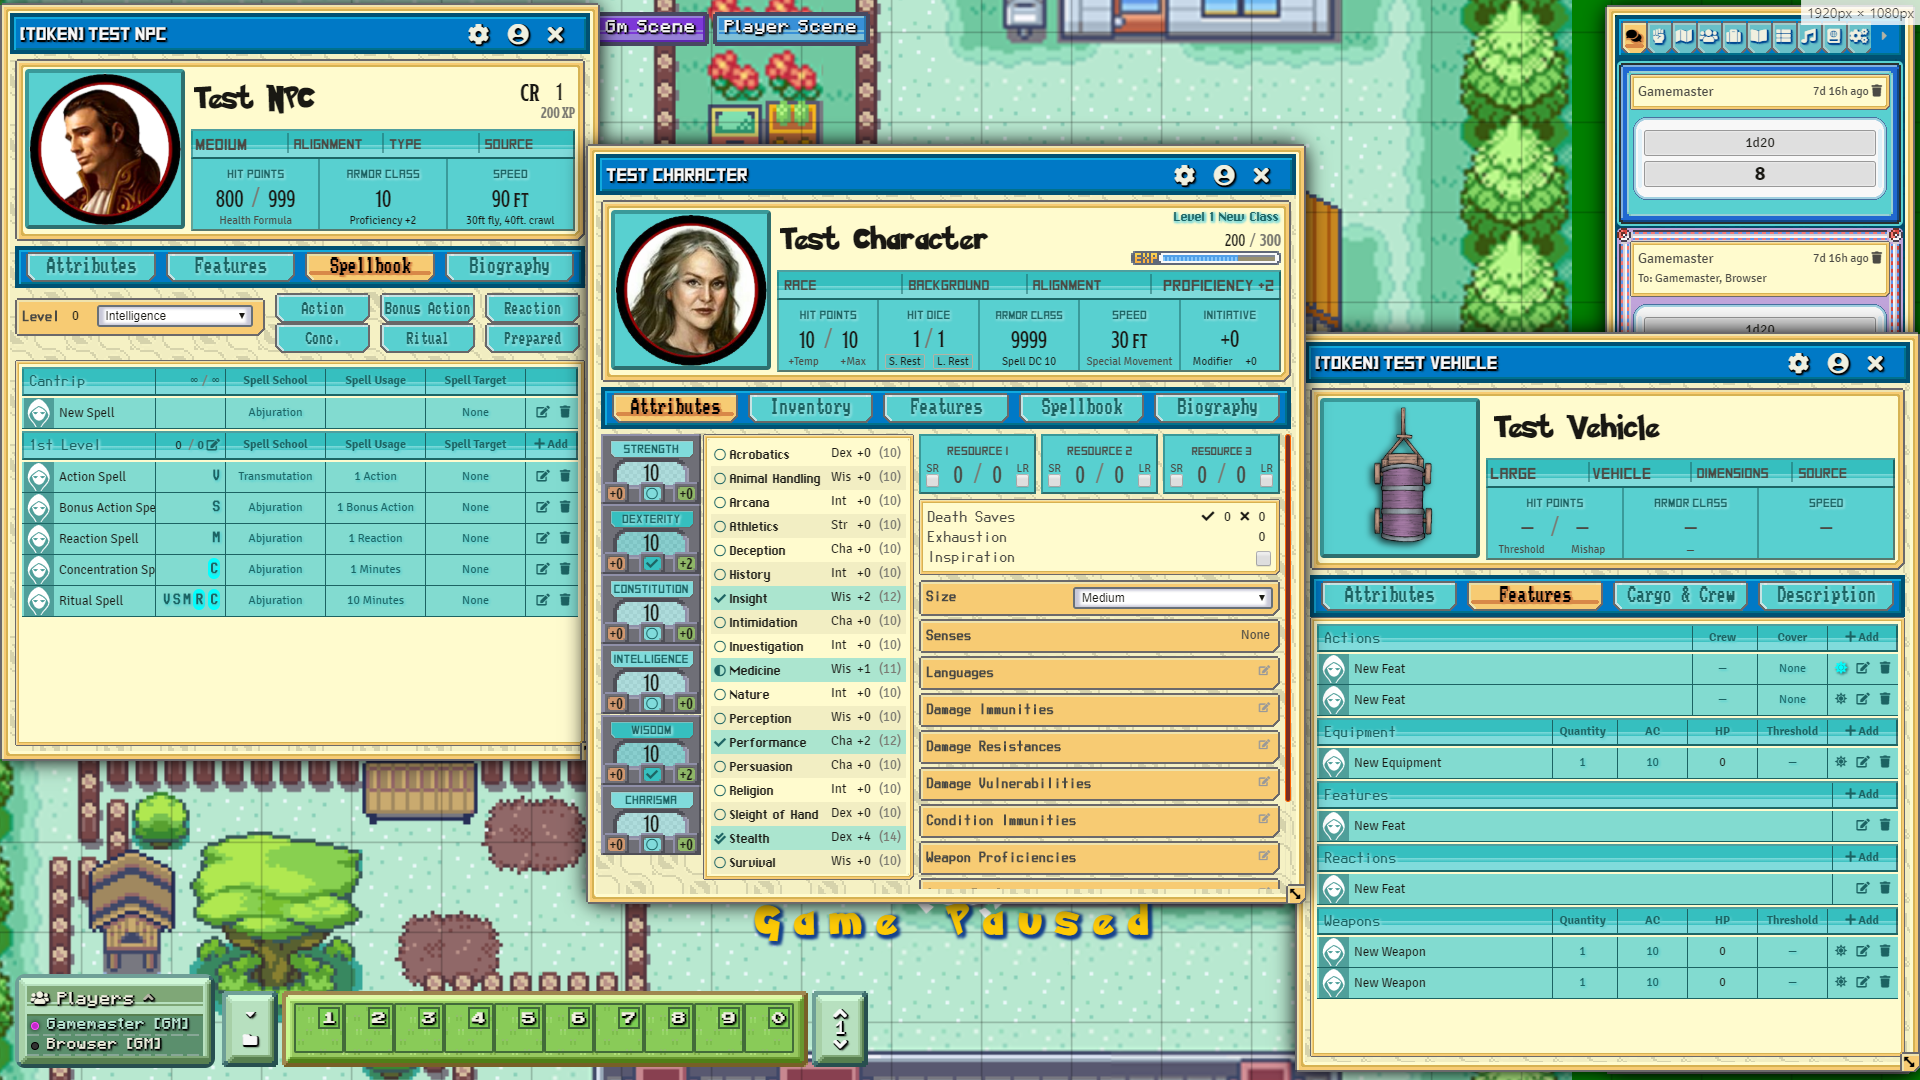 [TOKEN] TEST NPC
Test NPC
CR 1
200 XP
MEDIUM ALIGNMENT TYPE SOURCE
HIT POINTS ARMOR CLASS SPEED
800 / 999 10 90 FT
Health Formula Proficiency +2 30ft fly, 40ft. crawl
Attributes Features Spellbook Biography
Level 0 Intelligence
Action Bonus Action Reaction
Conc. Ritual Prepared
Cantrip ∞ / ∞ Spell School Spell Usage Spell Target
New Spell Abjuration None
1st Level 0 / 0 Spell School Spell Usage Spell Target + Add
Action Spell V Transmutation 1 Action None
Bonus Action Spe S Abjuration 1 Bonus Action None
Reaction Spell M Abjuration 1 Reaction None
Concentration Sp C Abjuration 1 Minutes None
Ritual Spell V S M R C Abjuration 10 Minutes None
Gm Scene Player Scene
TEST CHARACTER
Level 1 New Class
Test Character
200 / 300
EXP
RACE BACKGROUND ALIGNMENT PROFICIENCY +2
HIT POINTS HIT DICE ARMOR CLASS SPEED INITIATIVE
10 / 10 1 / 1 9999 30 FT +0
+Temp +Max S. Rest L. Rest Spell DC 10 Special Movement Modifier +0
Attributes Inventory Features Spellbook Biography
STRENGTH
10
+0 +0
DEXTERITY
10
+0 +2
CONSTITUTION
10
+0 +0
INTELLIGENCE
10
+0 +0
WISDOM
10
+0 +2
CHARISMA
10
+0 +0
Acrobatics Dex +0 (10)
Animal Handling Wis +0 (10)
Arcana Int +0 (10)
Athletics Str +0 (10)
Deception Cha +0 (10)
History Int +0 (10)
Insight Wis +2 (12)
Intimidation Cha +0 (10)
Investigation Int +0 (10)
Medicine Wis +1 (11)
Nature Int +0 (10)
Perception Wis +0 (10)
Performance Cha +2 (12)
Persuasion Cha +0 (10)
Religion Int +0 (10)
Sleight of Hand Dex +0 (10)
Stealth Dex +4 (14)
Survival Wis +0 (10)
RESOURCE 1 RESOURCE 2 RESOURCE 3
SR 0 / 0 LR SR 0 / 0 LR SR 0 / 0 LR
Death Saves 0 0
Exhaustion 0
Inspiration
Size Medium
Senses None
Languages
Damage Immunities
Damage Resistances
Damage Vulnerabilities
Condition Immunities
Weapon Proficiencies
1920px × 1080px
Gamemaster 7d 16h ago
1d20
8
Gamemaster 7d 16h ago
To: Gamemaster, Browser
1d20
[TOKEN] TEST VEHICLE
Test Vehicle
LARGE VEHICLE DIMENSIONS SOURCE
HIT POINTS ARMOR CLASS SPEED
— / — — —
Threshold Mishap —
Attributes Features Cargo & Crew Description
Actions Crew Cover + Add
New Feat — None
New Feat — None
Equipment Quantity AC HP Threshold + Add
New Equipment 1 10 0 —
Features + Add
New Feat
Reactions + Add
New Feat
Weapons Quantity AC HP Threshold + Add
New Weapon 1 10 0 —
New Weapon 1 10 0 —
Game Paused
Players
Gamemaster [GM]
Browser [GM]
1 2 3 4 5 6 7 8 9 0
1